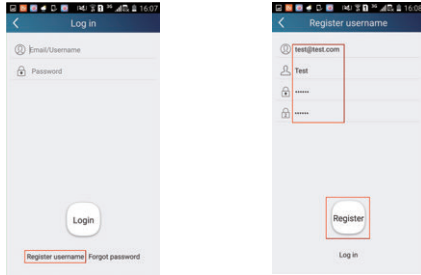 16:07
Log in
Email/Username
Password
Login
Register username Forgot password
16:08
Register username
test@test.com
Test
••••••
••••••
Register
Log in